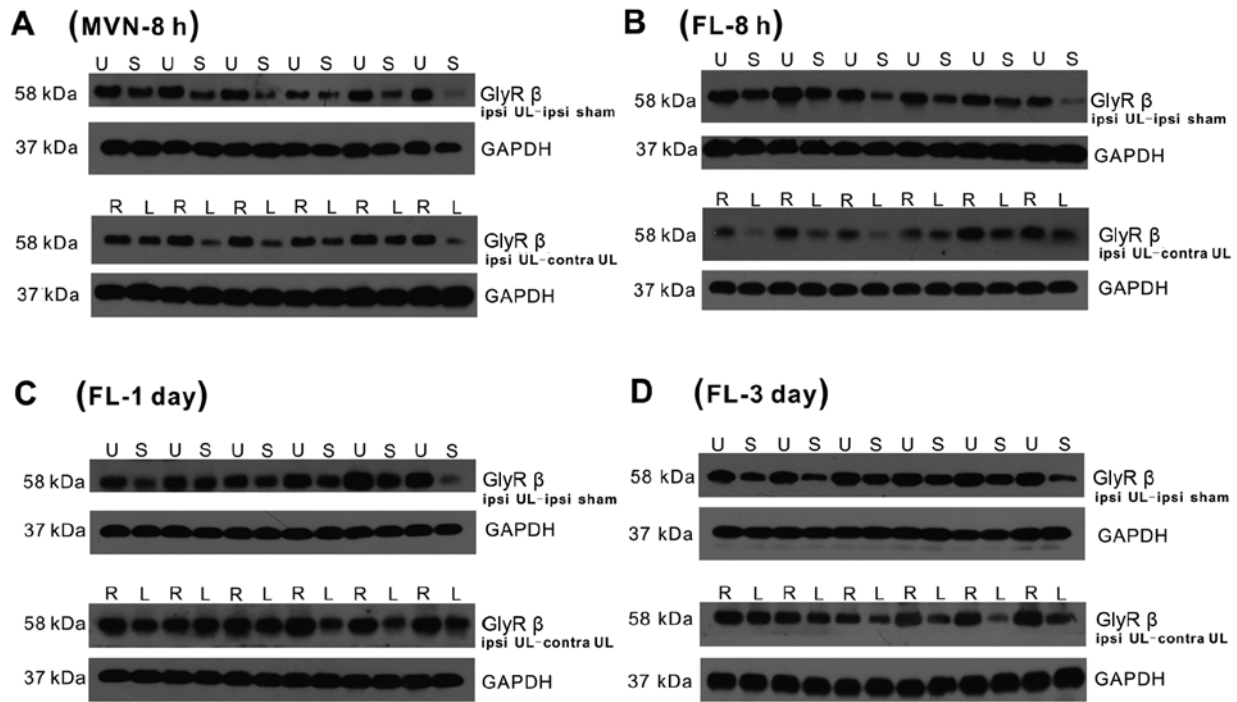 A (MVN-8 h)
U S U S U S U S U S U S
58 kDa GlyR β
ipsi UL-ipsi sham
37 kDa GAPDH
R L R L R L R L R L R L
58 kDa GlyR β
ipsi UL-contra UL
37 kDa GAPDH
B (FL-8 h)
U S U S U S U S U S U S
58 kDa GlyR β
ipsi UL-ipsi sham
37 kDa GAPDH
R L R L R L R L R L R L
58 kDa GlyR β
ipsi UL-contra UL
37 kDa GAPDH
C (FL-1 day)
U S U S U S U S U S U S
58 kDa GlyR β
ipsi UL-ipsi sham
37 kDa GAPDH
R L R L R L R L R L R L
58 kDa GlyR β
ipsi UL-contra UL
37 kDa GAPDH
D (FL-3 day)
U S U S U S U S U S U S
58 kDa GlyR β
ipsi UL-ipsi sham
37 kDa GAPDH
R L R L R L R L R L R L
58 kDa GlyR β
ipsi UL-contra UL
37 kDa GAPDH